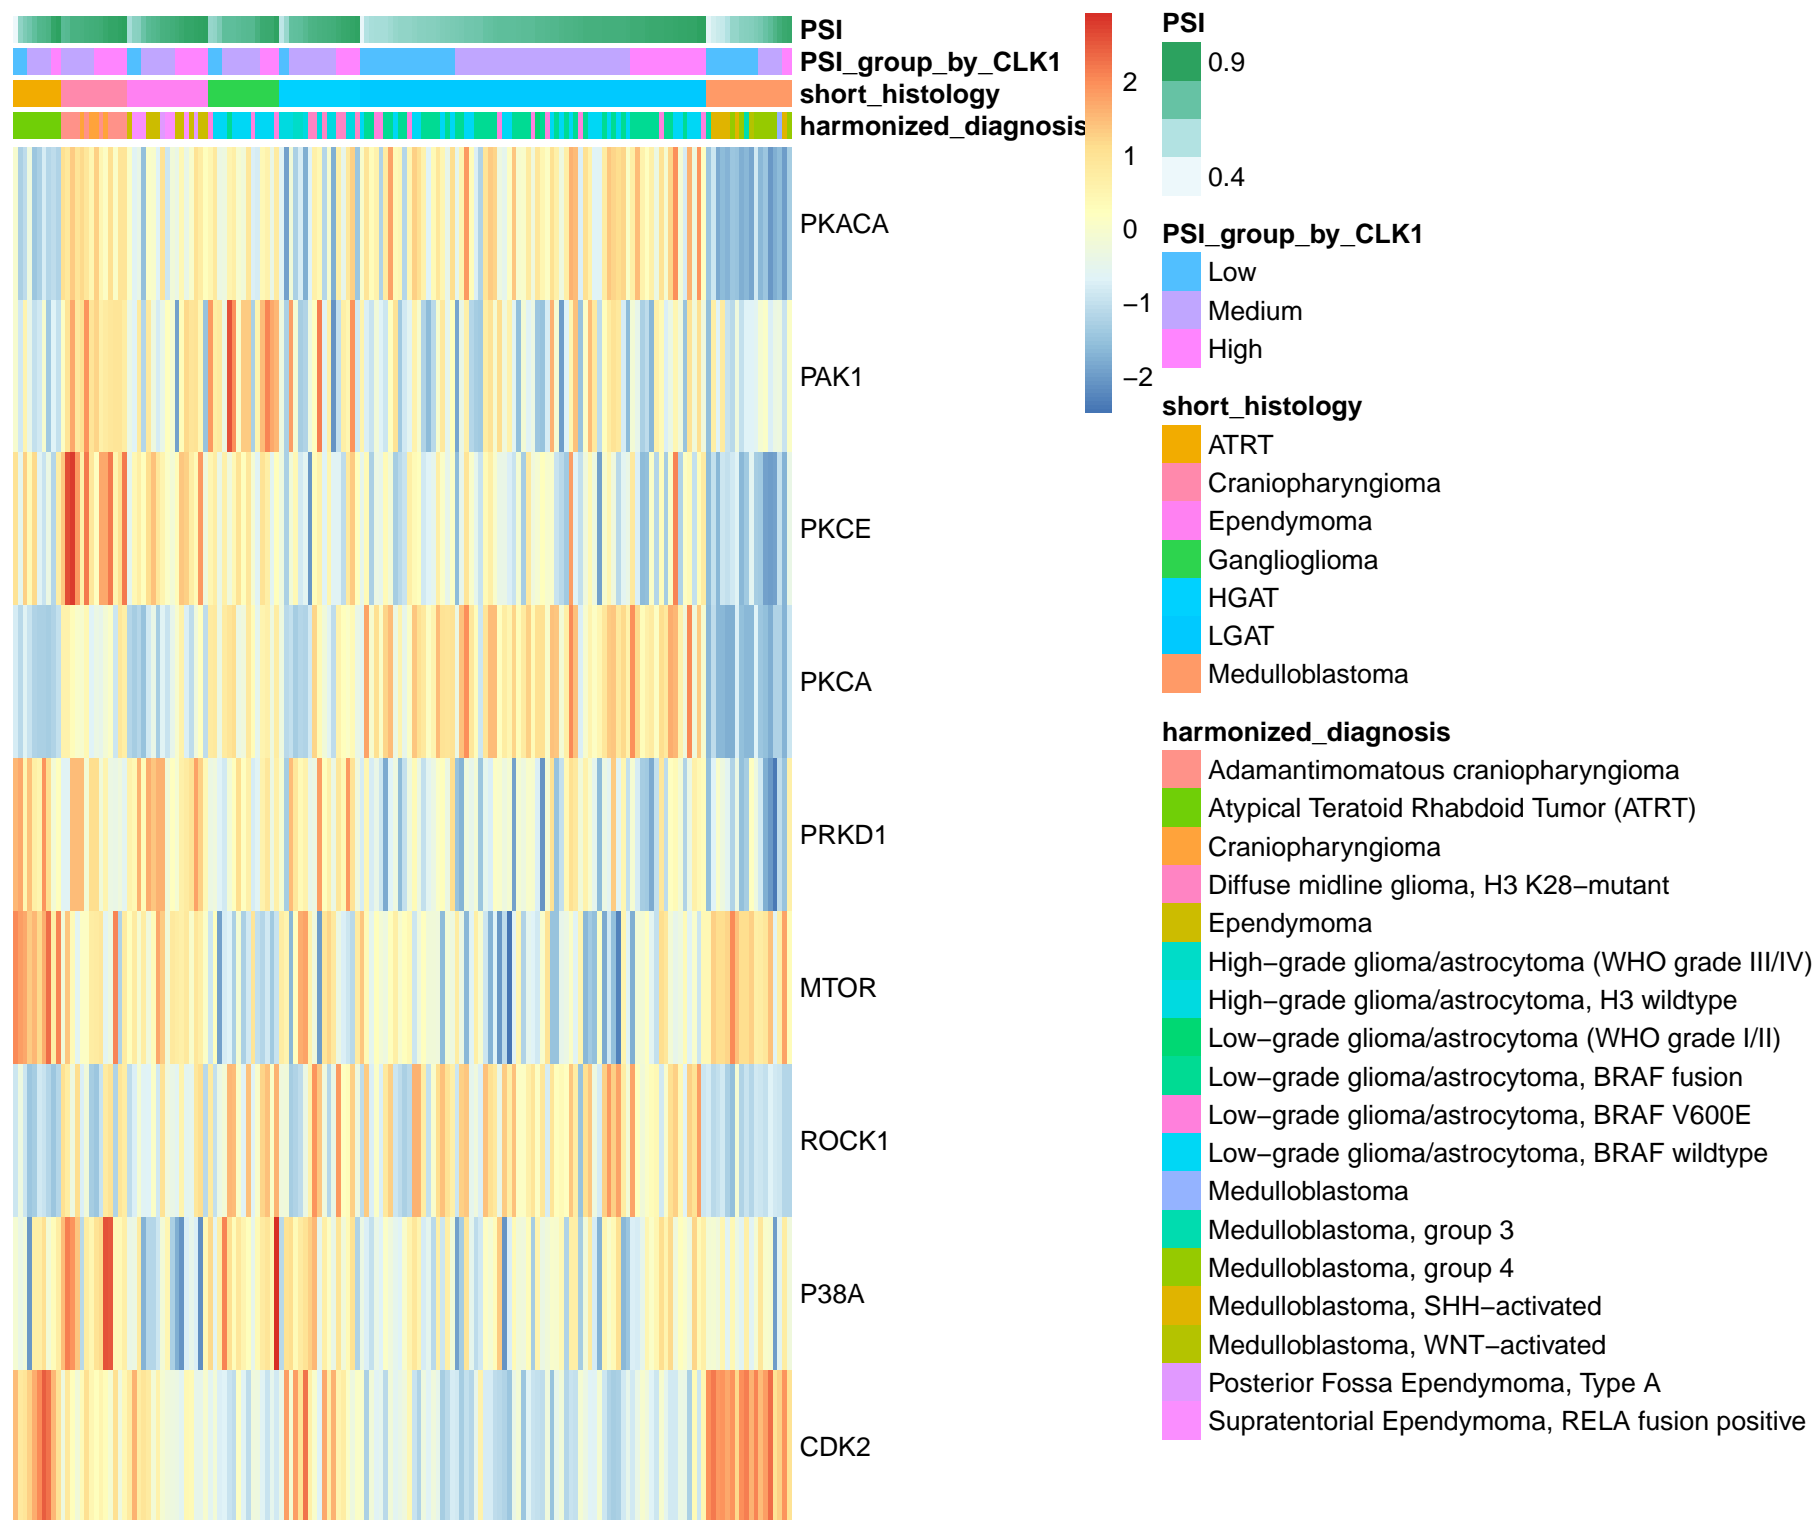 PSI
PSI_group_by_CLK1
short_histology
harmonized_diagnosis
PKACA
PAK1
PKCE
PKCA
PRKD1
MTOR
ROCK1
P38A
CDK2
2
1
0
−1
−2
PSI
0.9
0.4
PSI_group_by_CLK1
Low
Medium
High
short_histology
ATRT
Craniopharyngioma
Ependymoma
Ganglioglioma
HGAT
LGAT
Medulloblastoma
harmonized_diagnosis
Adamantimomatous craniopharyngioma
Atypical Teratoid Rhabdoid Tumor (ATRT)
Craniopharyngioma
Diffuse midline glioma, H3 K28−mutant
Ependymoma
High−grade glioma/astrocytoma (WHO grade III/IV)
High−grade glioma/astrocytoma, H3 wildtype
Low−grade glioma/astrocytoma (WHO grade I/II)
Low−grade glioma/astrocytoma, BRAF fusion
Low−grade glioma/astrocytoma, BRAF V600E
Low−grade glioma/astrocytoma, BRAF wildtype
Medulloblastoma
Medulloblastoma, group 3
Medulloblastoma, group 4
Medulloblastoma, SHH−activated
Medulloblastoma, WNT−activated
Posterior Fossa Ependymoma, Type A
Supratentorial Ependymoma, RELA fusion positive